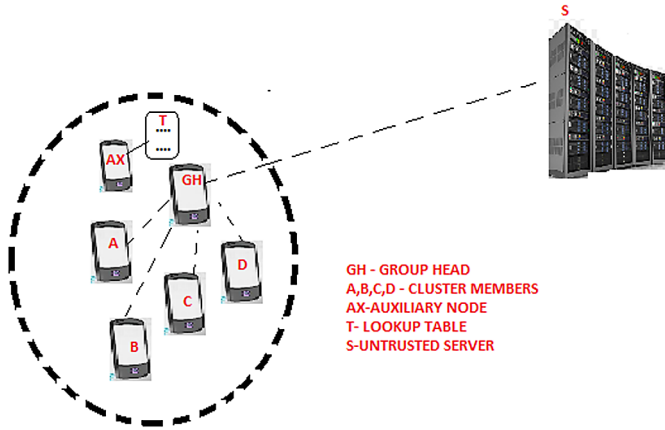 S
T
AX
GH
A
D
C
B
GH - GROUP HEAD
A,B,C,D - CLUSTER MEMBERS
AX-AUXILIARY NODE
T- LOOKUP TABLE
S-UNTRUSTED SERVER